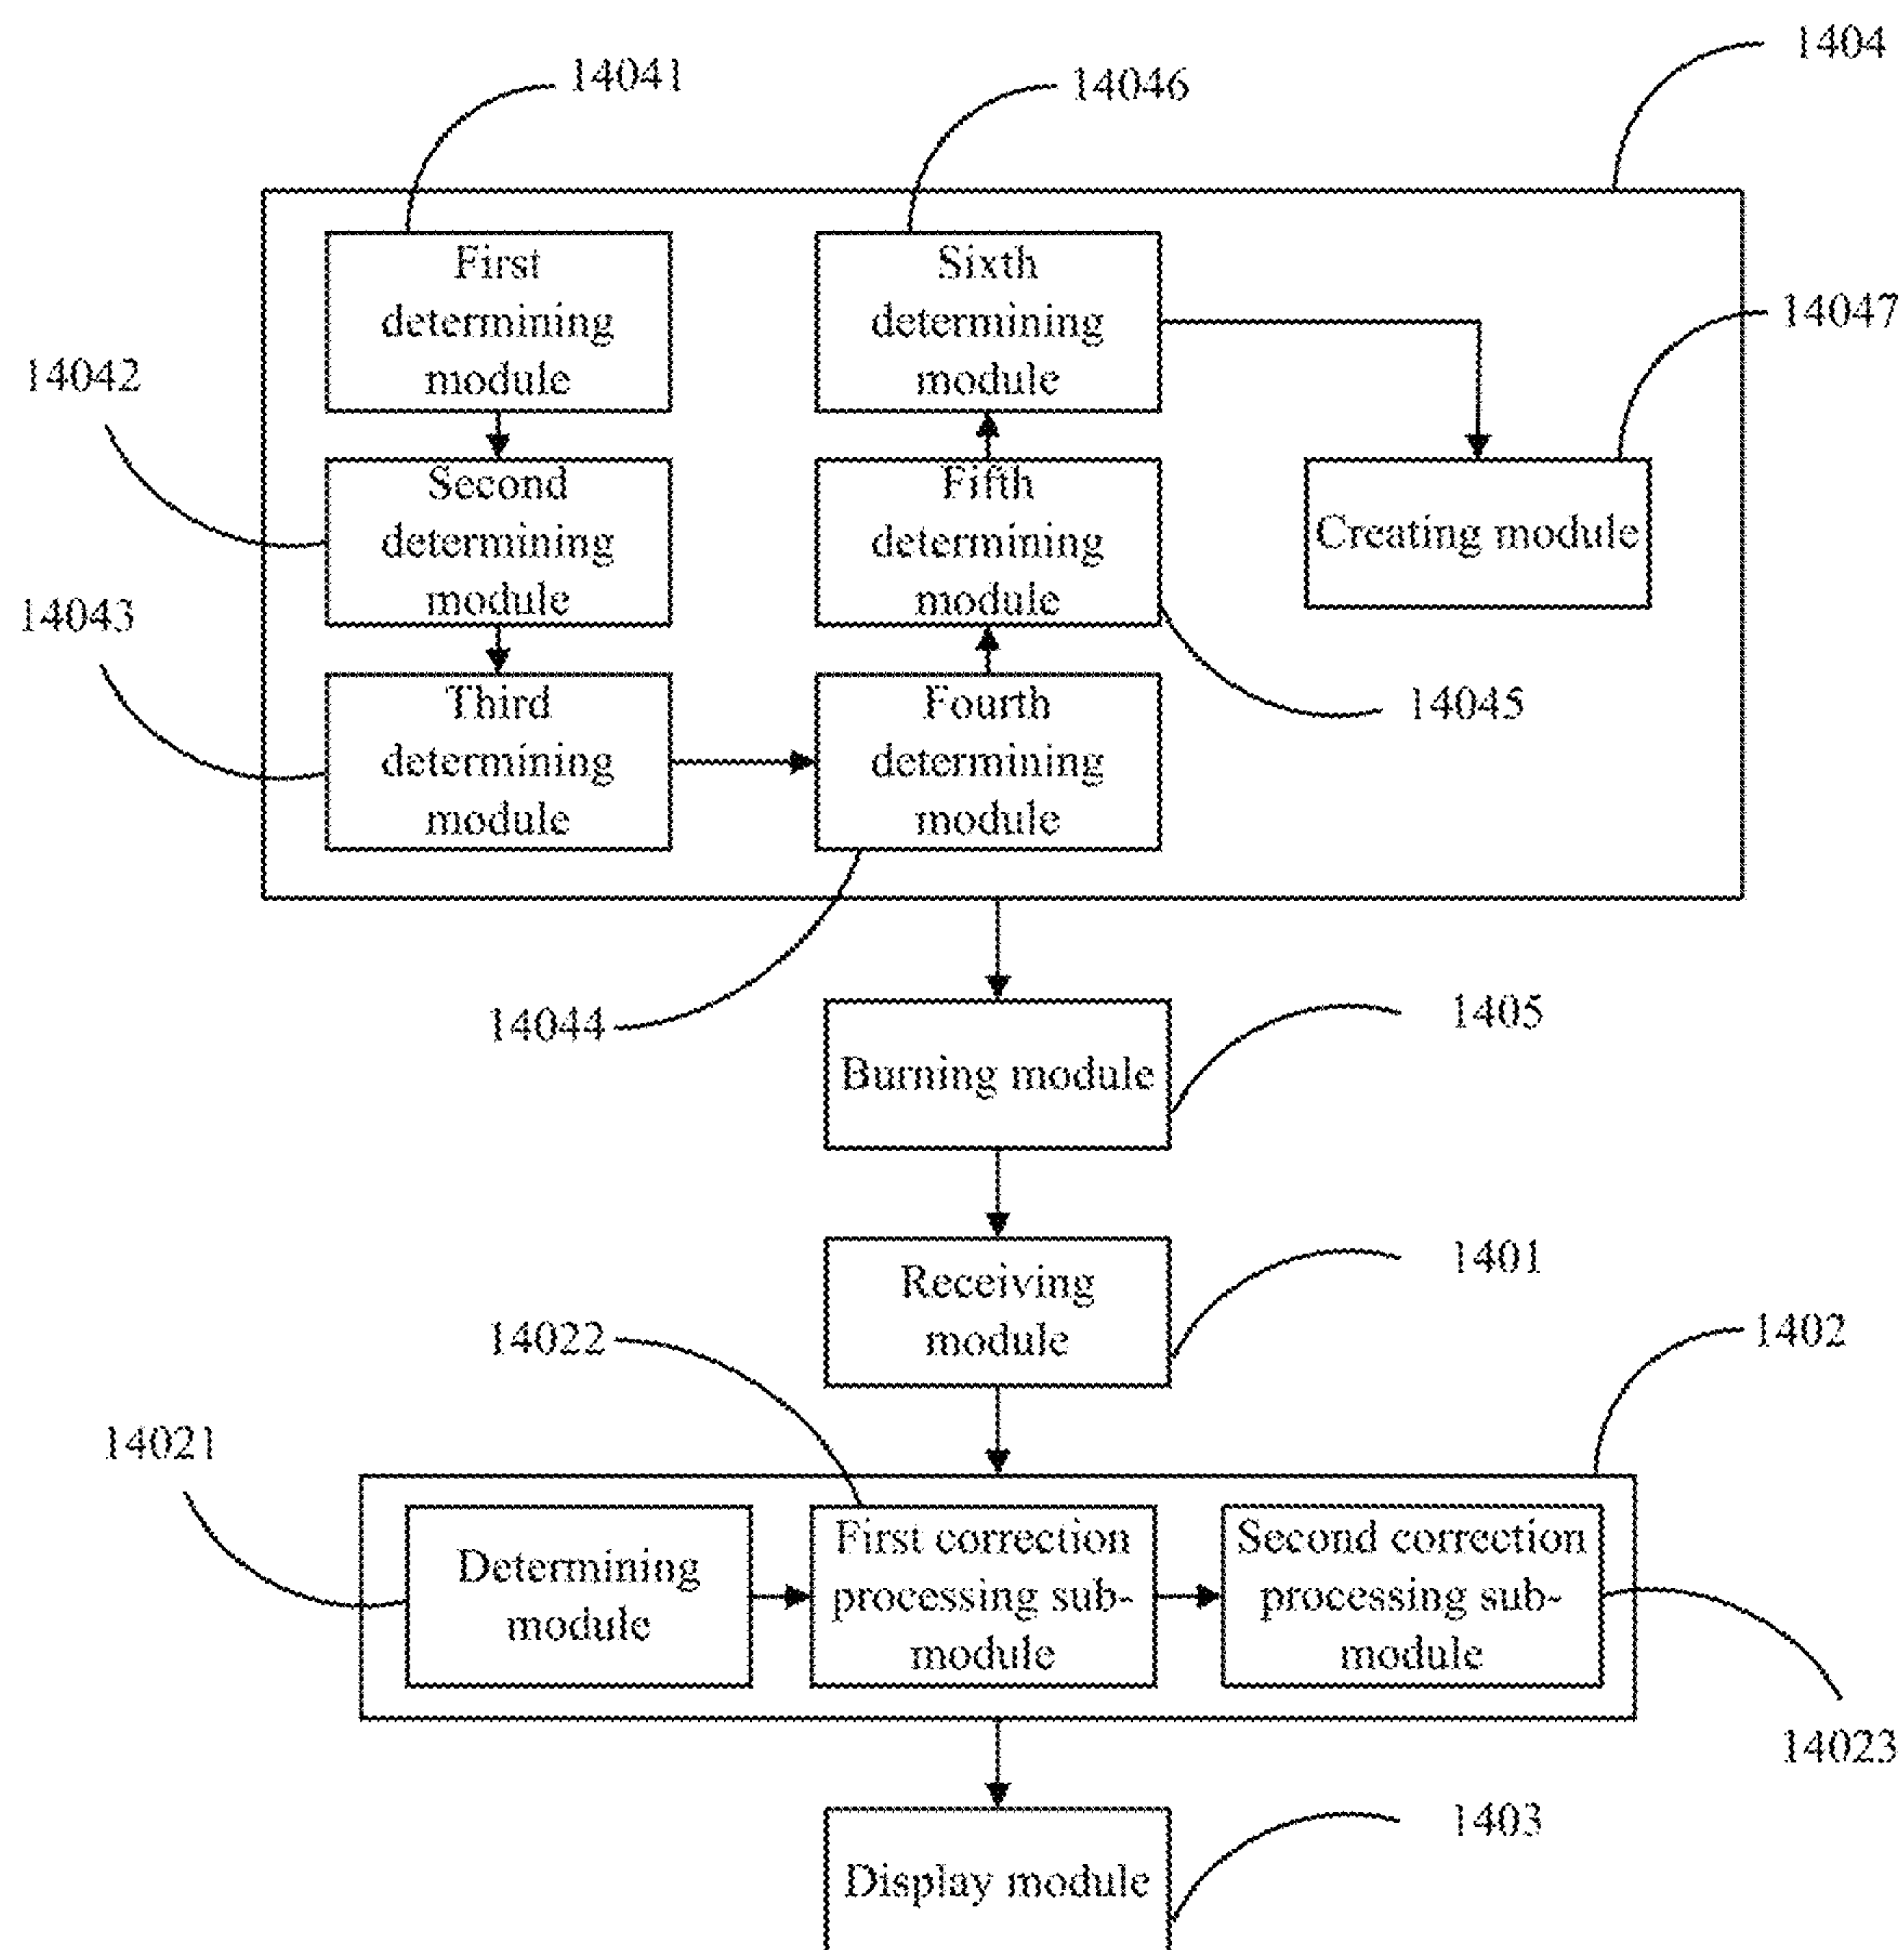 1404
14041
14046
First
determining
module
Sixth
determining
module
14047
14042
Second
determining
module
Fifth
determining
module
Creating module
14043
Third
determining
module
Fourth
determining
module
14045
14044
1405
Burning module
1401
Receiving
module
14022
1402
14021
Determining
module
First correction
processing sub-
module
Second correction
processing sub-
module
14023
1403
Display module